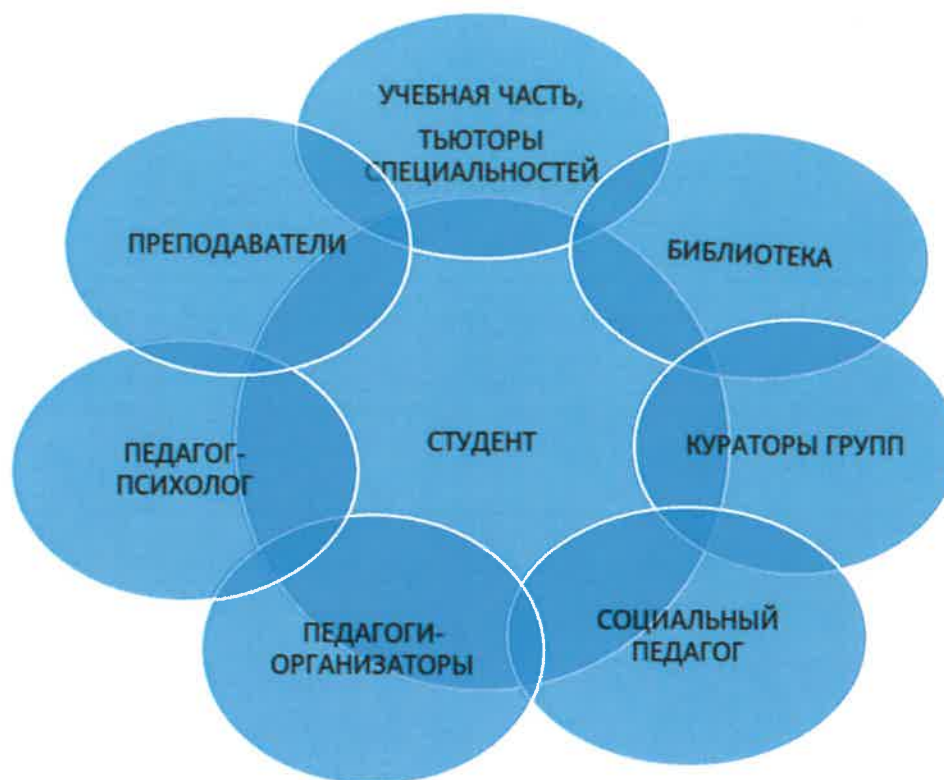 УЧЕБНАЯ ЧАСТЬ,
ТЬЮТОРЫ
СПЕЦИАЛЬНОСТЕЙ
ПРЕПОДАВАТЕЛИ
БИБЛИОТЕКА
СТУДЕНТ
КУРАТОРЫ ГРУПП
ПЕДАГОГ-
ПСИХОЛОГ
ПЕДАГОГИ-
ОРГАНИЗАТОРЫ
СОЦИАЛЬНЫЙ
ПЕДАГОГ